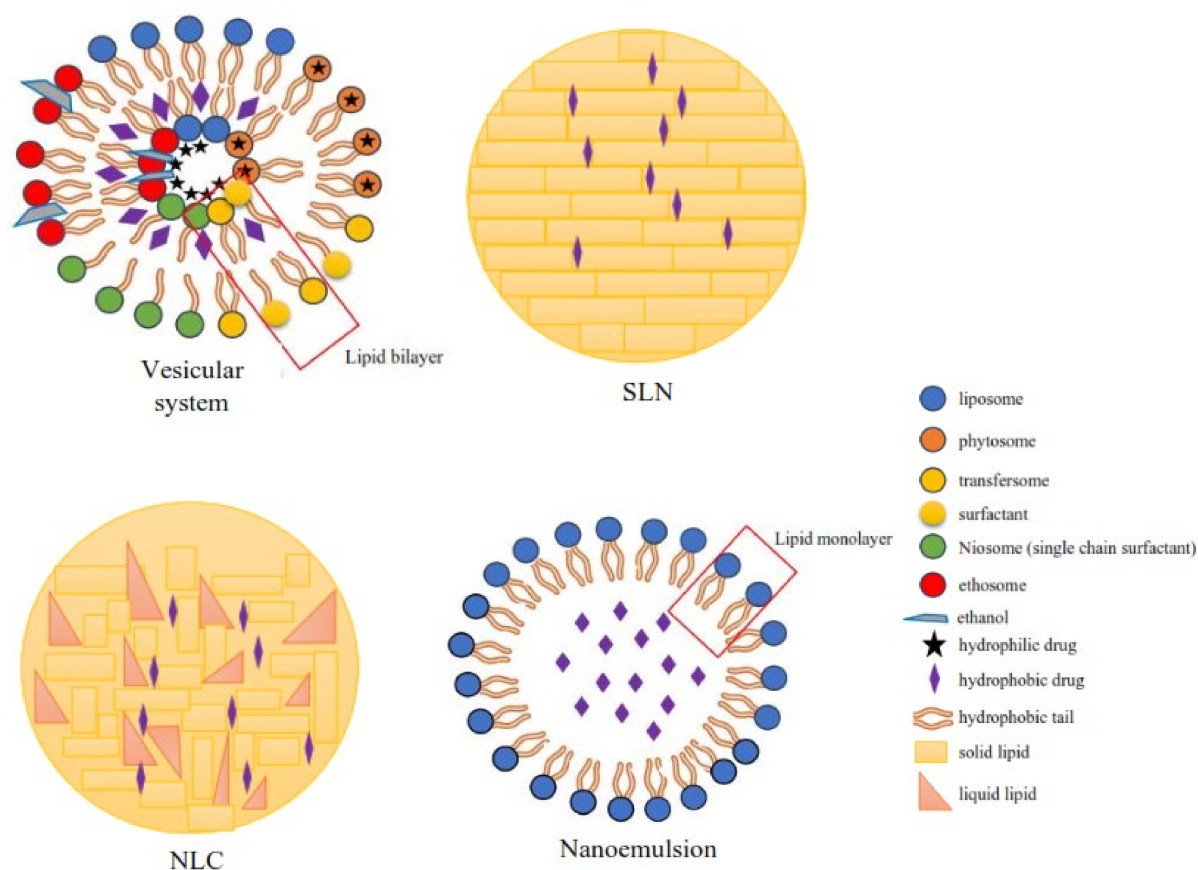 Lipid bilayer
Vesicular
system
SLN
liposome
phytosome
transfersome
surfactant
Niosome (single chain surfactant)
ethosome
ethanol
hydrophilic drug
hydrophobic drug
hydrophobic tail
solid lipid
liquid lipid
Lipid monolayer
NLC
Nanoemulsion